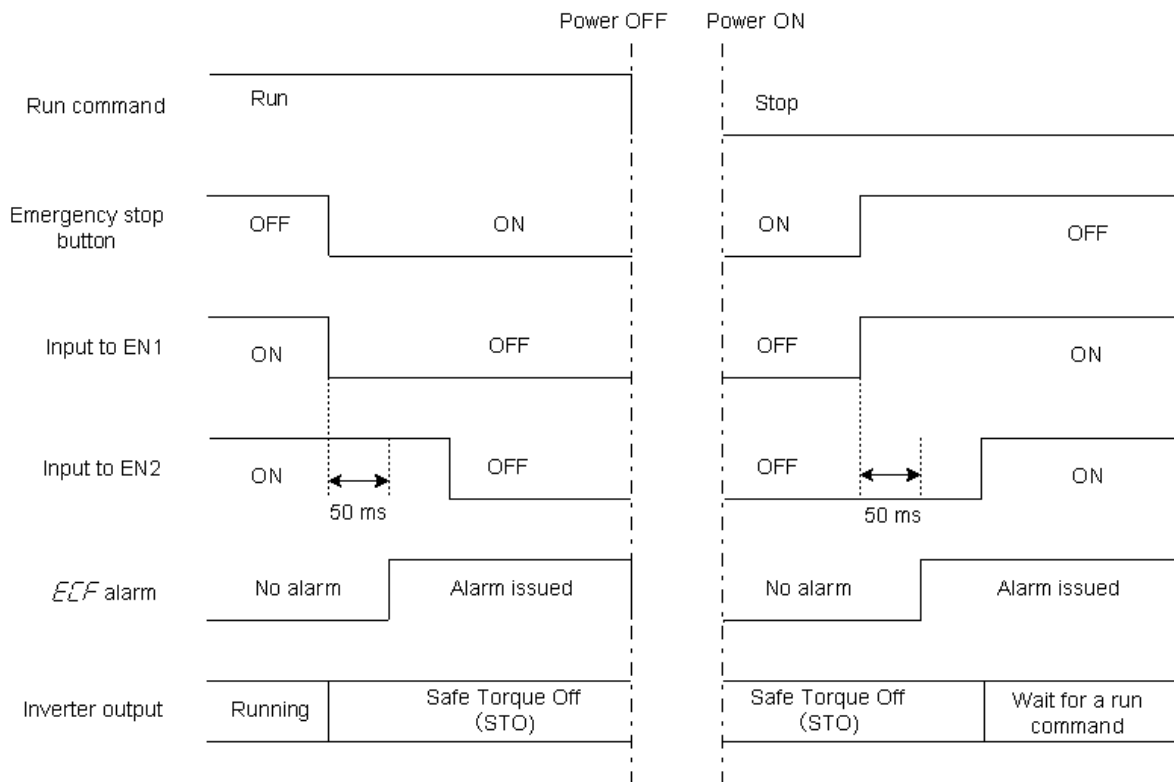 Power OFF Power ON
Run command Run Stop
Emergency stop
button
OFF ON ON OFF
Input to EN1 ON OFF OFF ON
Input to EN2 ON OFF OFF ON
50 ms 50 ms
ECF alarm No alarm Alarm issued No alarm Alarm issued
Inverter output Running
Safe Torque Off
(STO)
Safe Torque Off
(STO)
Wait for a run
command